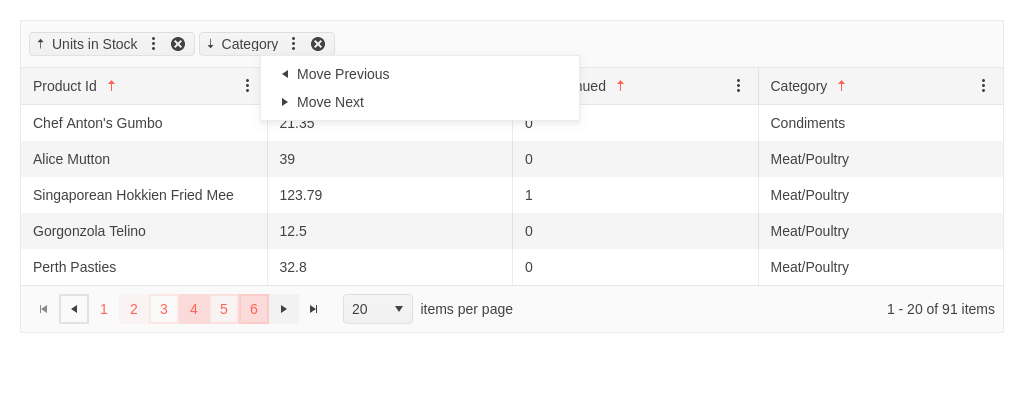 Units in Stock Category
Move Previous
Move Next
Product Id nued Category
Chef Anton's Gumbo 21.35 0 Condiments
Alice Mutton 39 0 Meat/Poultry
Singaporean Hokkien Fried Mee 123.79 1 Meat/Poultry
Gorgonzola Telino 12.5 0 Meat/Poultry
Perth Pasties 32.8 0 Meat/Poultry
1 2 3 4 5 6 20 items per page 1 - 20 of 91 items